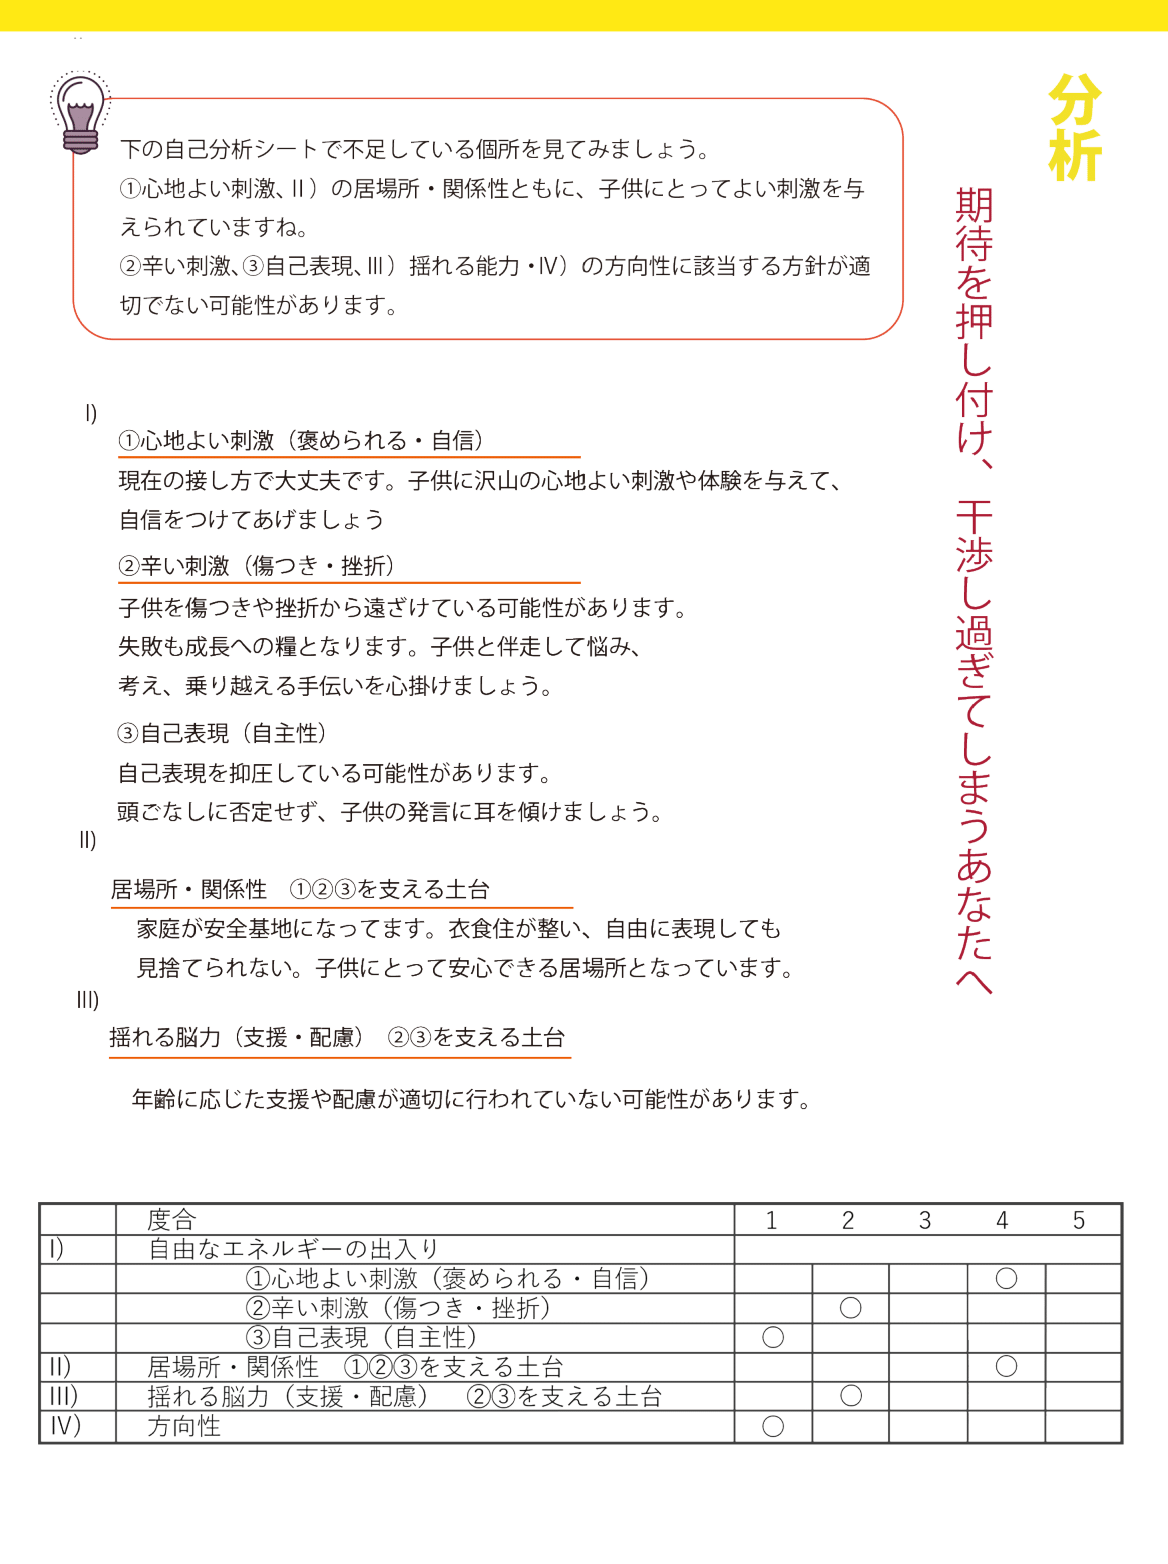 分析
期待を押し付け、干渉し過ぎてしまうあなたへ
下の自己分析シートで不足している個所を見てみましょう。
①心地よい刺激、II）の居場所・関係性ともに、子供にとってよい刺激を与
えられていますね。
②辛い刺激、③自己表現、III）揺れる能力・IV）の方向性に該当する方針が適
切でない可能性があります。
I)
①心地よい刺激（褒められる・自信）
現在の接し方で大丈夫です。子供に沢山の心地よい刺激や体験を与えて、
自信をつけてあげましょう
②辛い刺激（傷つき・挫折）
子供を傷つきや挫折から遠ざけている可能性があります。
失敗も成長への糧となります。子供と伴走して悩み、
考え、乗り越える手伝いを心掛けましょう。
③自己表現（自主性）
自己表現を抑圧している可能性があります。
頭ごなしに否定せず、子供の発言に耳を傾けましょう。
II)
居場所・関係性　①②③を支える土台
家庭が安全基地になってます。衣食住が整い、自由に表現しても
見捨てられない。子供にとって安心できる居場所となっています。
III)
揺れる脳力（支援・配慮）　②③を支える土台
年齢に応じた支援や配慮が適切に行われていない可能性があります。
度合 1 2 3 4 5
I) 自由なエネルギーの出入り
①心地よい刺激（褒められる・自信） ○
②辛い刺激（傷つき・挫折） ○
③自己表現（自主性） ○
II) 居場所・関係性　①②③を支える土台 ○
III) 揺れる脳力（支援・配慮）　②③を支える土台 ○
IV) 方向性 ○